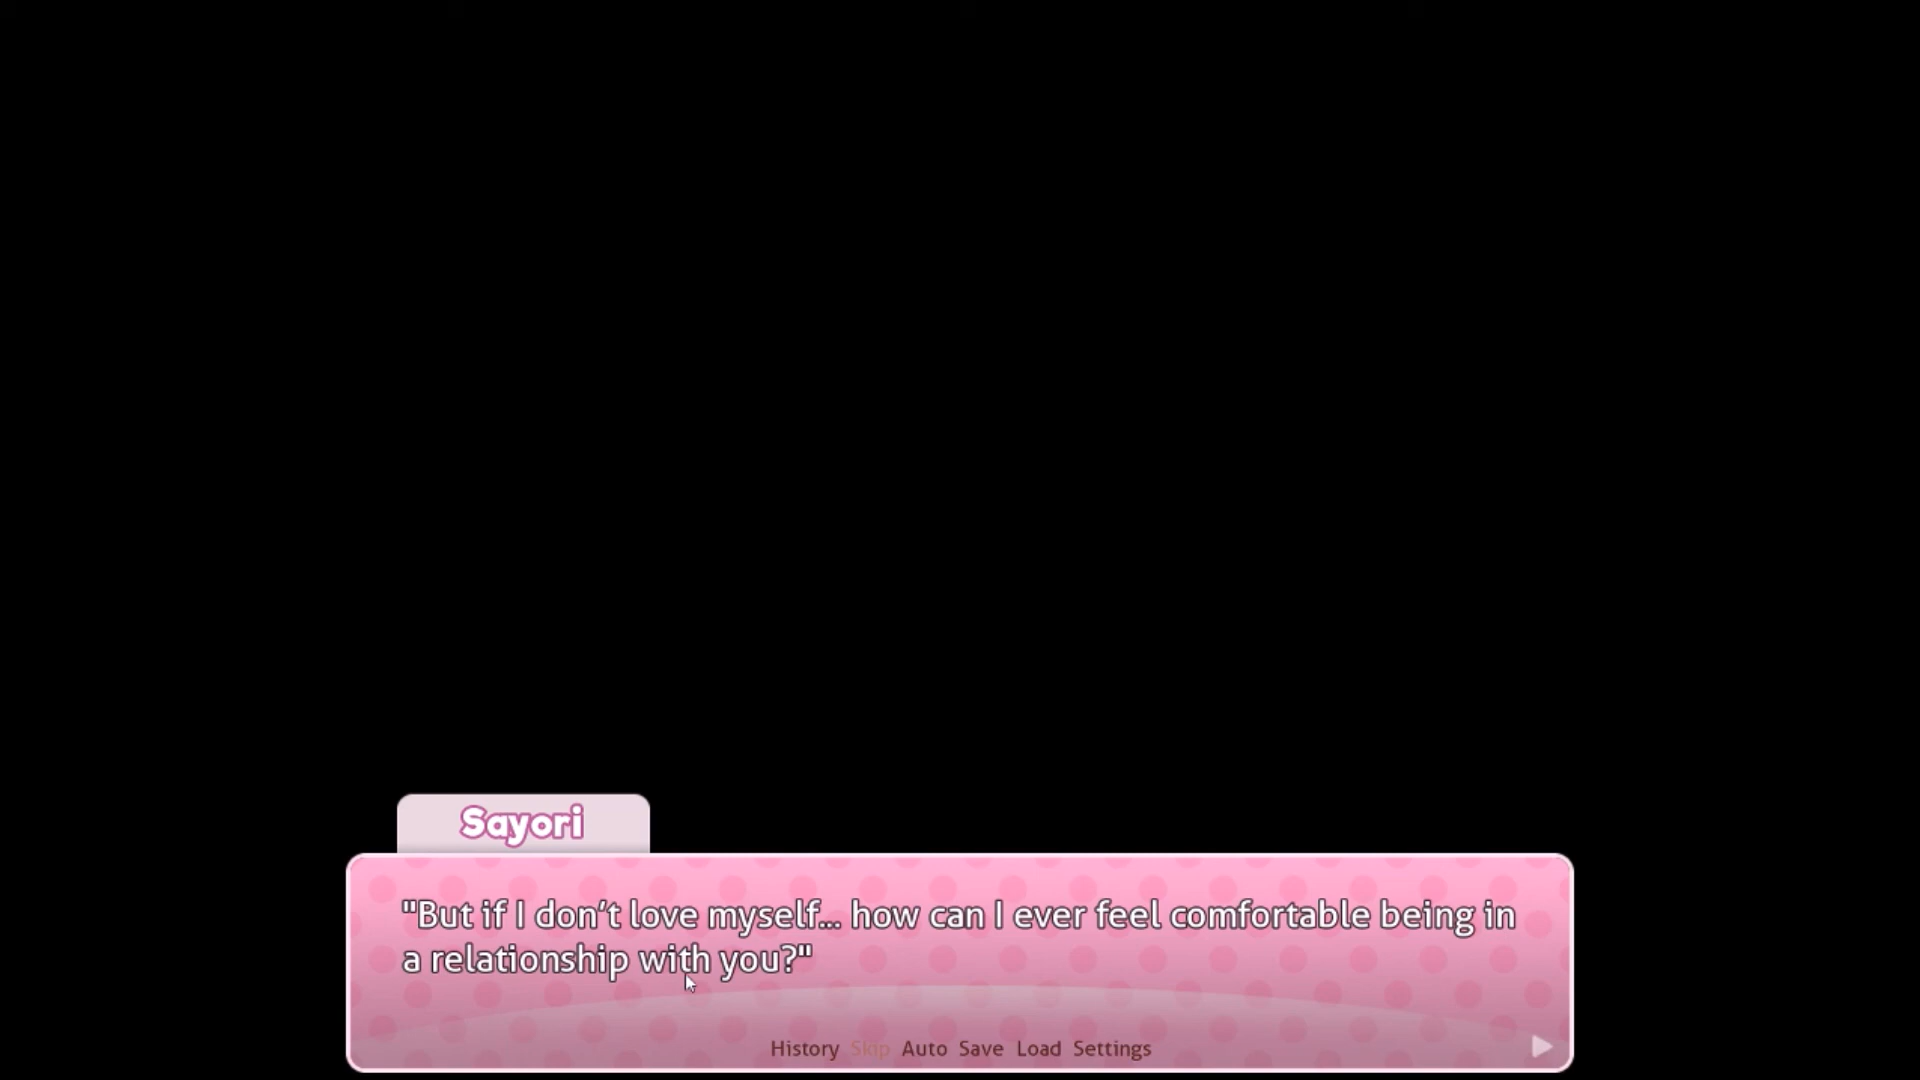 Sayori
"But if I don't love myself... how can I ever feel comfortable being in
a relationship with you?"
History Skip Auto Save Load Settings